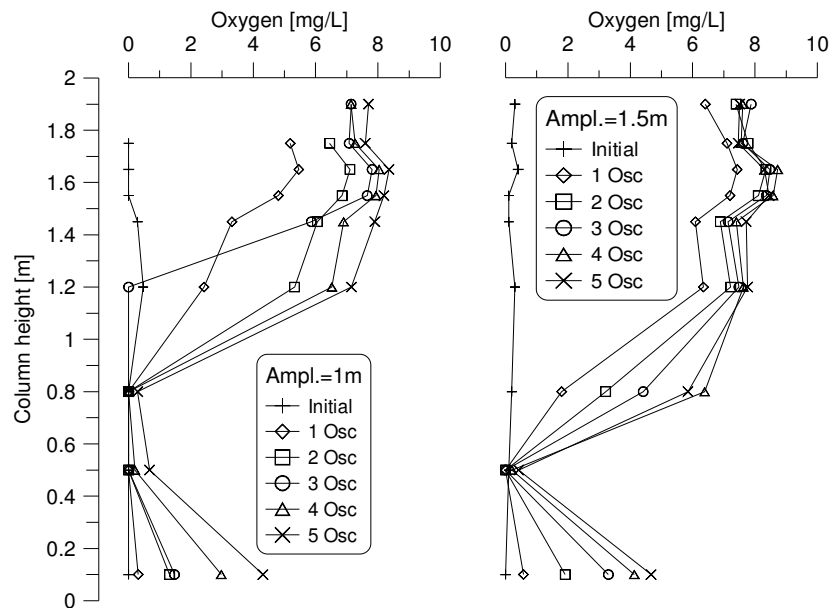 Oxygen [mg/L]
0 2 4 6 8 10
Oxygen [mg/L]
0 2 4 6 8 10
Column height [m]
2
1.8
1.6
1.4
1.2
1
0.8
0.6
0.4
0.2
0
Ampl.=1m
Initial
1 Osc
2 Osc
3 Osc
4 Osc
5 Osc
Ampl.=1.5m
Initial
1 Osc
2 Osc
3 Osc
4 Osc
5 Osc